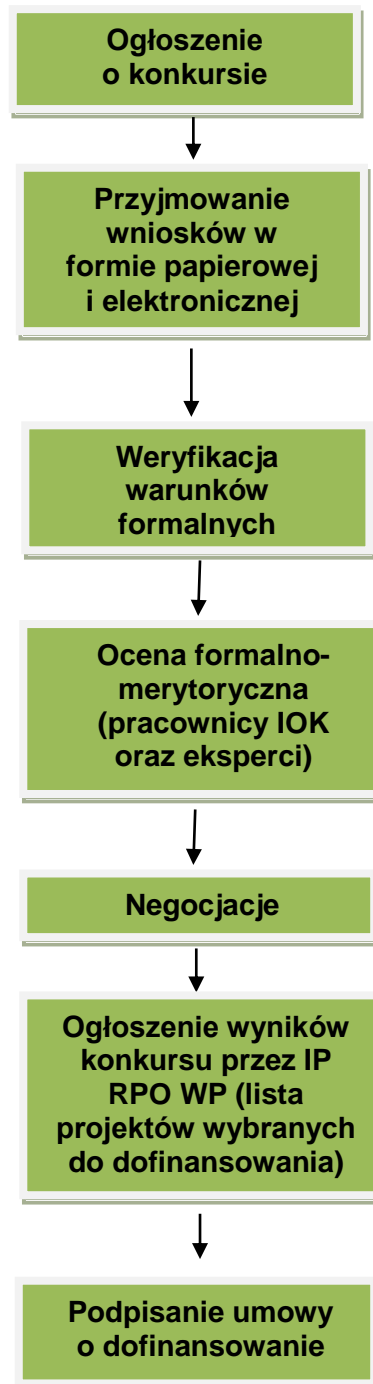 Ogłoszenie
o konkursie
Przyjmowanie
wniosków w
formie papierowej
i elektronicznej
Weryfikacja
warunków
formalnych
Ocena formalno-
merytoryczna
(pracownicy IOK
oraz eksperci)
Negocjacje
Ogłoszenie wyników
konkursu przez IP
RPO WP (lista
projektów wybranych
do dofinansowania)
Podpisanie umowy
o dofinansowanie